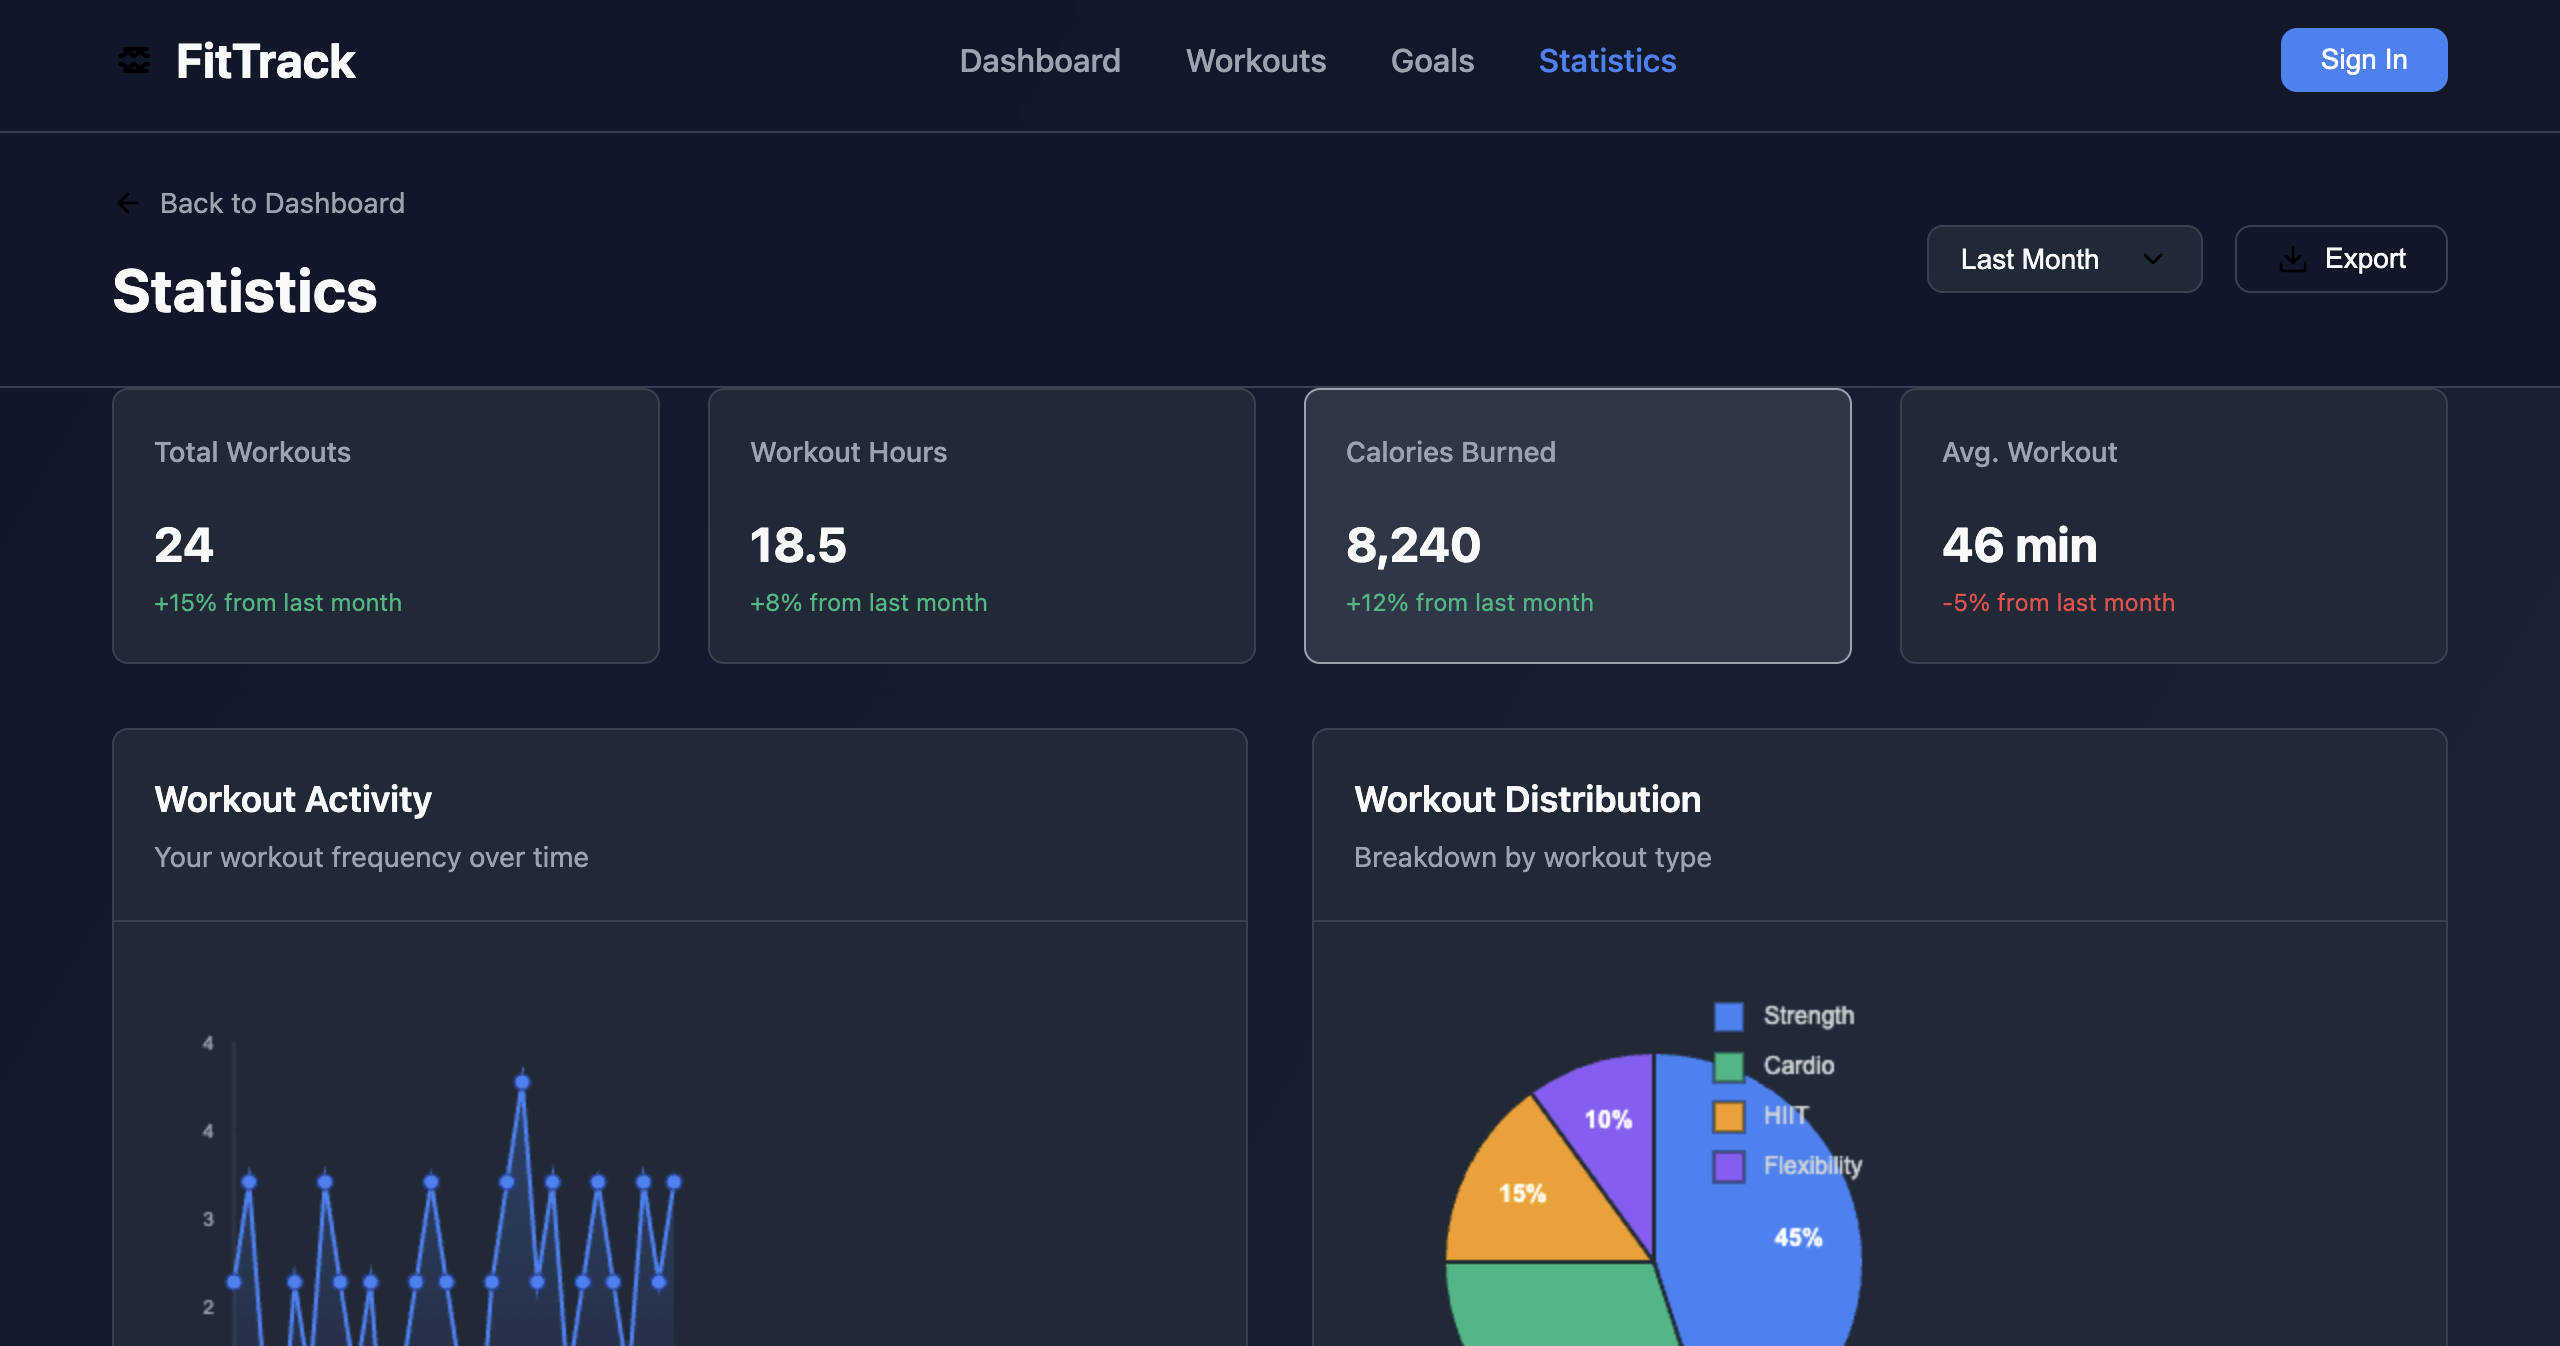 FitTrack
Dashboard
Workouts
Goals
Statistics
Sign In
Back to Dashboard
Statistics
Last Month
Export
Total Workouts
24
+15% from last month
Workout Hours
18.5
+8% from last month
Calories Burned
8,240
+12% from last month
Avg. Workout
46 min
-5% from last month
Workout Activity
Your workout frequency over time
4
4
3
2
Workout Distribution
Breakdown by workout type
Strength
Cardio
HIIT
Flexibility
10%
15%
45%